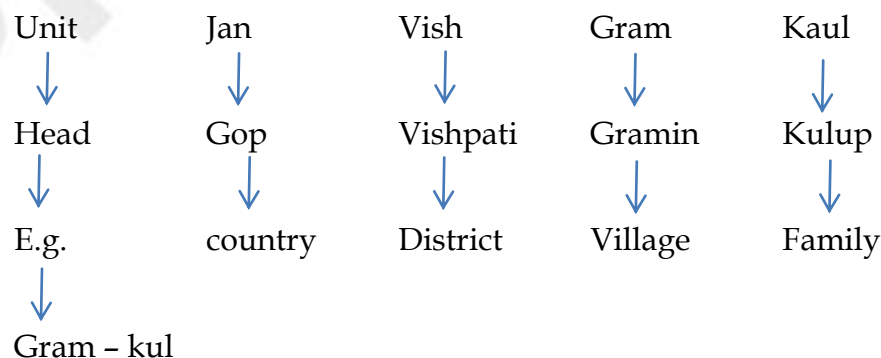 Unit Jan Vish Gram Kaul
Head Gop Vishpati Gramin Kulup
E.g. country District Village Family
Gram – kul